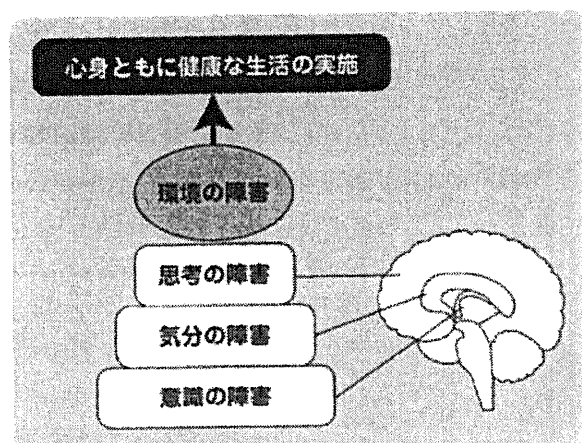 心身ともに健康な生活の実施
環境の障害
思考の障害
気分の障害
意識の障害